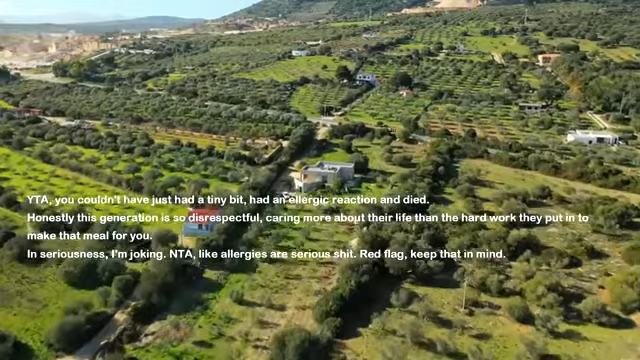 YTA, you couldn't have just had a tiny bit, had an ellergic reaction and died.
Honestly this generation is so disrespectful, caring more about their life than the hard work they put in to
make that meal for you.
In seriousness, I'm joking. NTA, like allergies are serious shit. Red flag, keep that in mind.